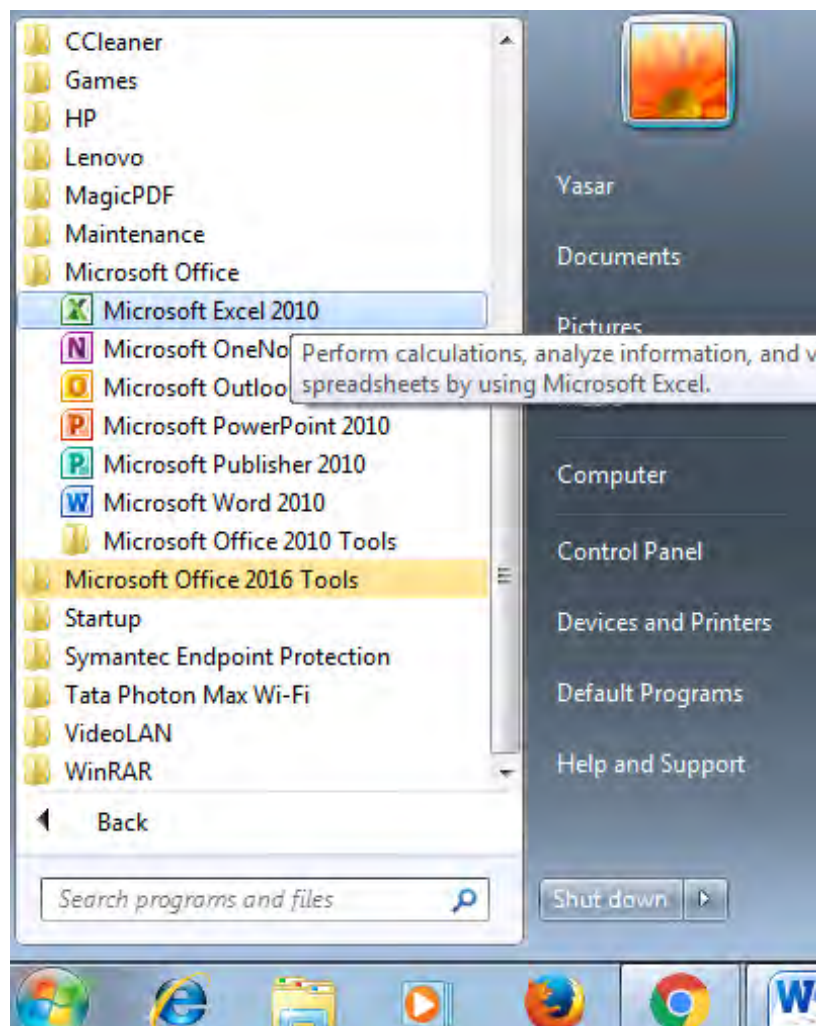 CCleaner
Games
HP
Lenovo
MagicPDF
Maintenance
Microsoft Office
Microsoft Excel 2010
Microsoft OneNo
Microsoft Outloo
Microsoft PowerPoint 2010
Microsoft Publisher 2010
Microsoft Word 2010
Microsoft Office 2010 Tools
Microsoft Office 2016 Tools
Startup
Symantec Endpoint Protection
Tata Photon Max Wi-Fi
VideoLAN
WinRAR
Back
Search programs and files
Perform calculations, analyze information, and v
spreadsheets by using Microsoft Excel.
Yasar
Documents
Pictures
Computer
Control Panel
Devices and Printers
Default Programs
Help and Support
Shut down